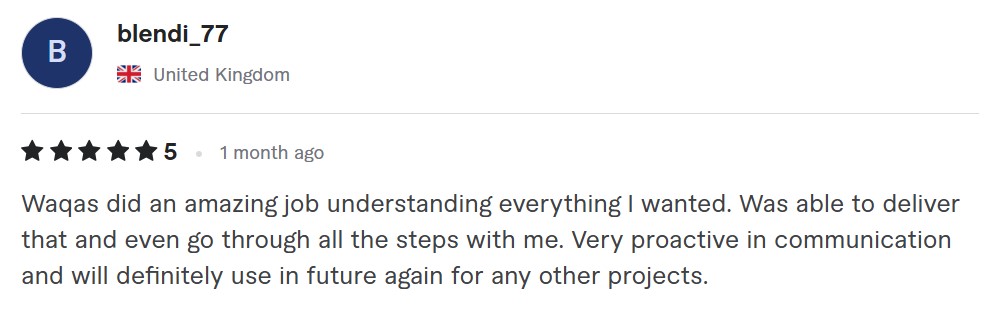 B
blendi_77
United Kingdom
5
1 month ago
Waqas did an amazing job understanding everything I wanted. Was able to deliver
that and even go through all the steps with me. Very proactive in communication
and will definitely use in future again for any other projects.